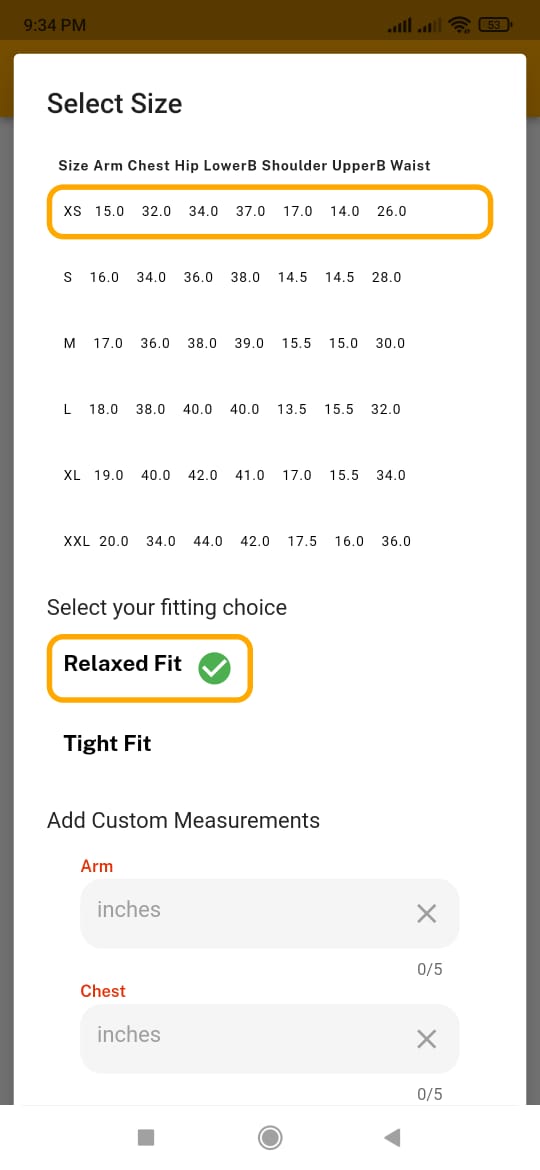 9:34 PM 53
Select Size
Size Arm Chest Hip LowerB Shoulder UpperB Waist
XS 15.0 32.0 34.0 37.0 17.0 14.0 26.0
S 16.0 34.0 36.0 38.0 14.5 14.5 28.0
M 17.0 36.0 38.0 39.0 15.5 15.0 30.0
L 18.0 38.0 40.0 40.0 13.5 15.5 32.0
XL 19.0 40.0 42.0 41.0 17.0 15.5 34.0
XXL 20.0 34.0 44.0 42.0 17.5 16.0 36.0
Select your fitting choice
Relaxed Fit
Tight Fit
Add Custom Measurements
Arm
inches
0/5
Chest
inches
0/5